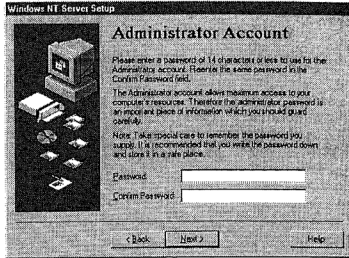 Windows NT Server Setup
Administrator Account
Please enter a password of 14 characters or less to use for the
Administrator account. Reenter the same password in the
Confirm Password field.
The Administrator account allows maximum access to your
computer's resources. Therefore the administrator password is
an important piece of information which you should guard
carefully.
Note: Take special care to remember the password you
supply. It is recommended that you write the password down
and store it in a safe place.
Password:
Confirm Password:
< Back
Next >
Help